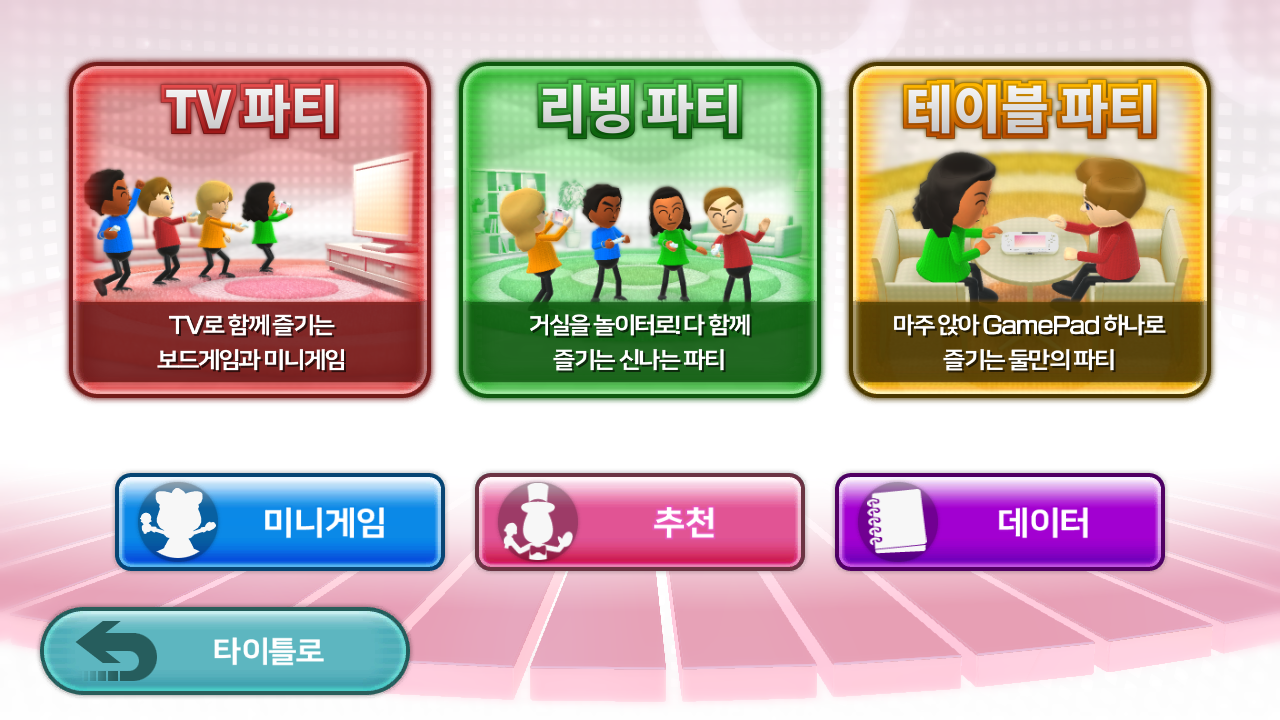 TV 파티
리빙 파티
테이블 파티
TV로 함께 즐기는
보드게임과 미니게임
거실을 놀이터로! 다 함께
즐기는 신나는 파티
마주 앉아 GamePad 하나로
즐기는 둘만의 파티
미니게임
추천
데이터
타이틀로